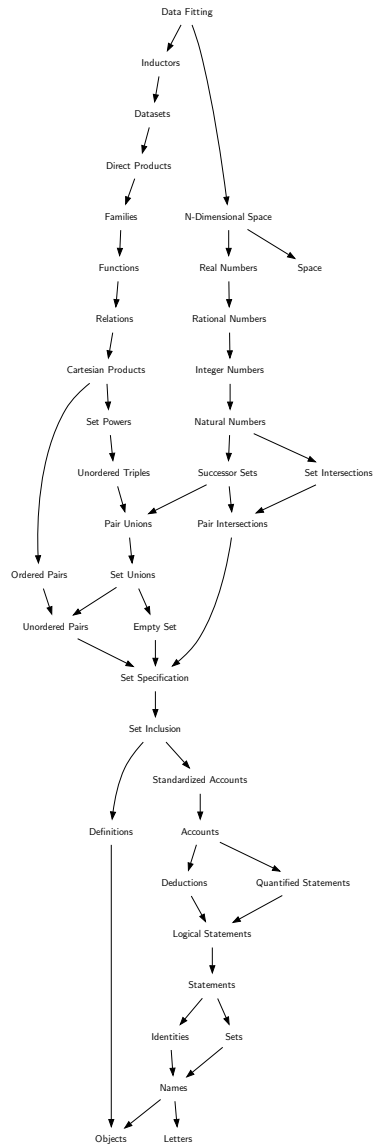 Data Fitting
Inductors
Datasets
Direct Products
Families
N-Dimensional Space
Functions
Real Numbers
Space
Relations
Rational Numbers
Cartesian Products
Integer Numbers
Set Powers
Natural Numbers
Unordered Triples
Successor Sets
Set Intersections
Pair Unions
Pair Intersections
Ordered Pairs
Set Unions
Unordered Pairs
Empty Set
Set Specification
Set Inclusion
Standardized Accounts
Definitions
Accounts
Deductions
Quantified Statements
Logical Statements
Statements
Identities
Sets
Names
Objects
Letters